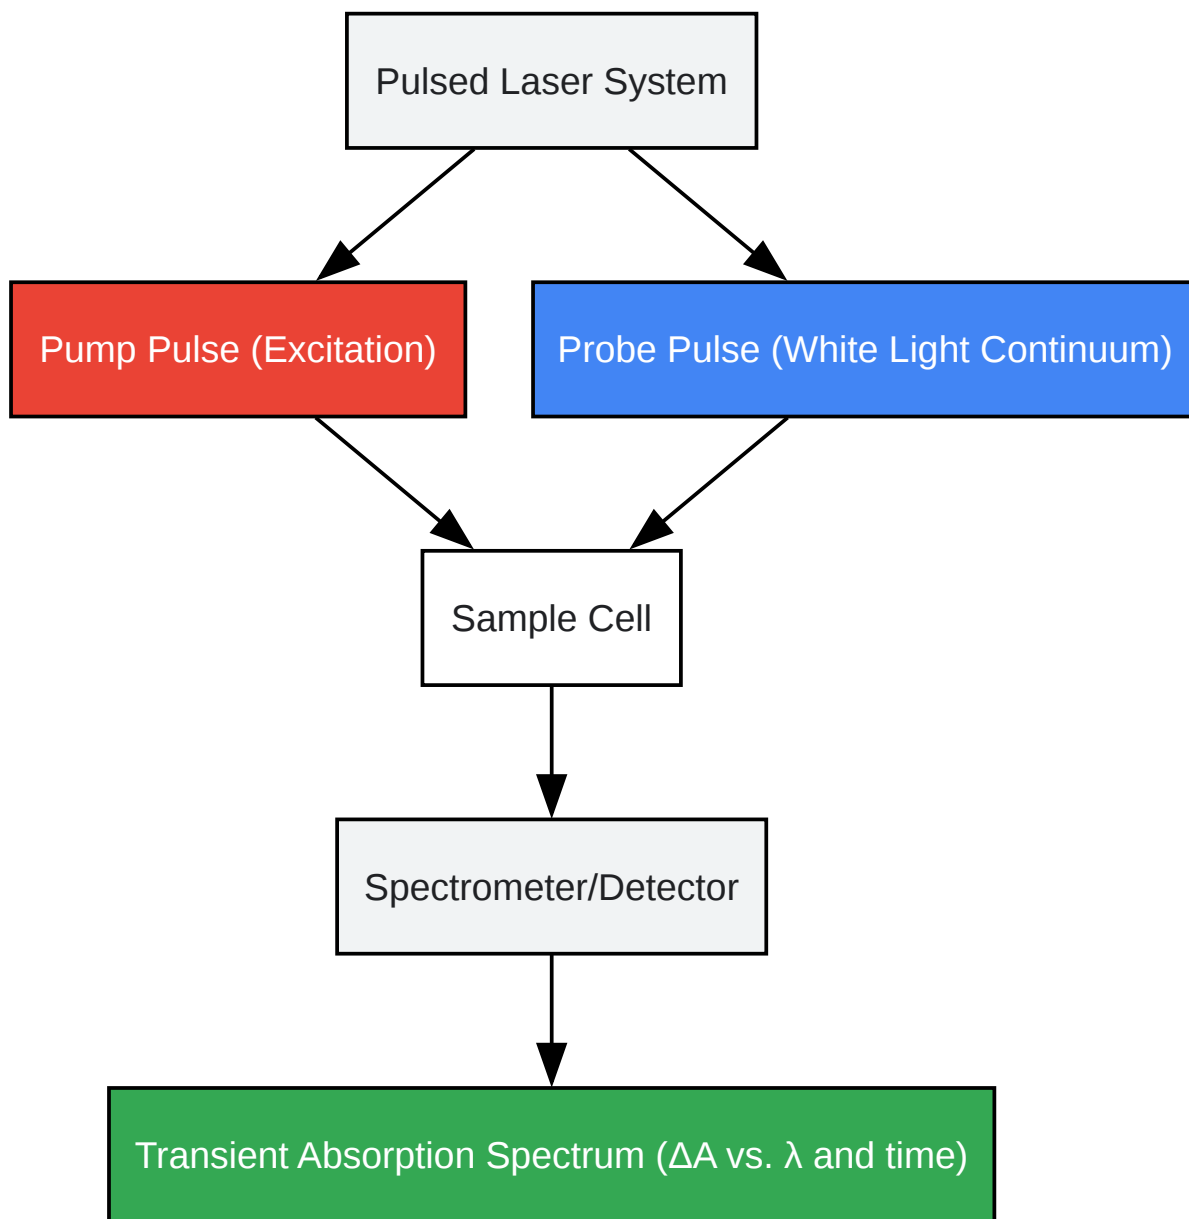 Pulsed Laser System
Pump Pulse (Excitation)
Probe Pulse (White Light Continuum)
Sample Cell
Spectrometer/Detector
Transient Absorption Spectrum (ΔA vs. λ and time)